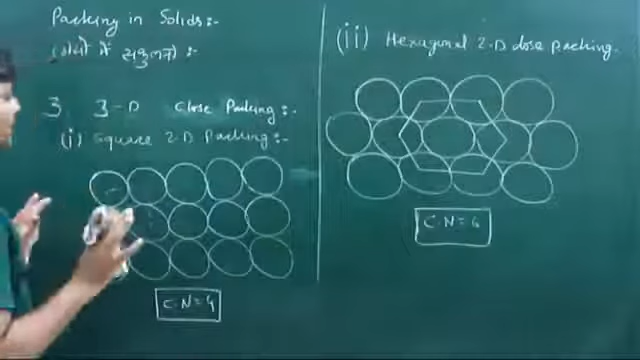 Packing in Solids:-
(ठोसों में संकुलन) :-
3. 3-D Close Packing:-
(i) Square 2-D Packing:-
C.N=4
(ii) Hexagonal 2-D close packing.
C.N=6